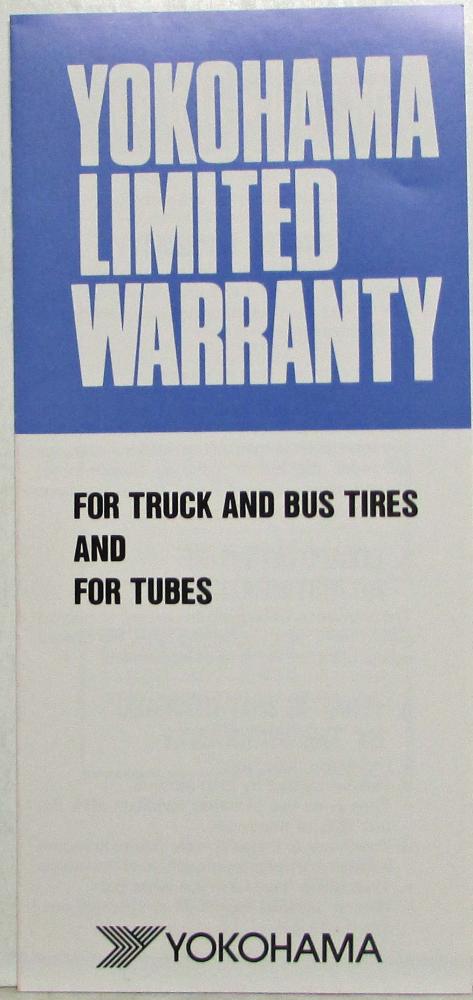 YOKOHAMA
LIMITED
WARRANTY
FOR TRUCK AND BUS TIRES
AND
FOR TUBES
YOKOHAMA